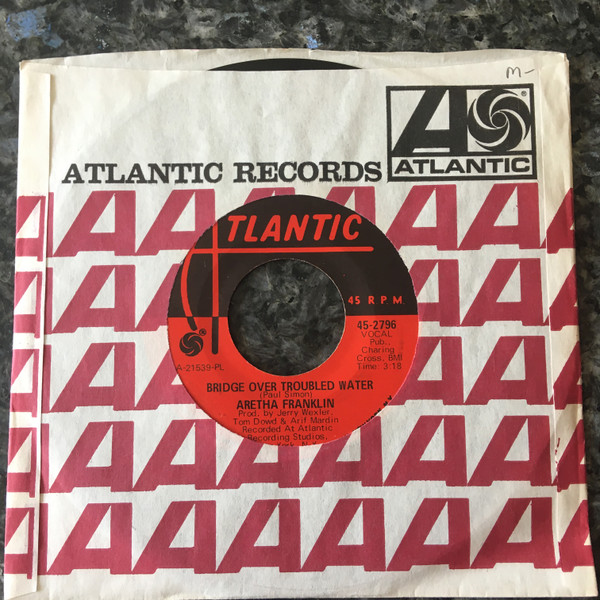 M-
ATLANTIC RECORDS
ATLANTIC
TLANTIC
45 RPM
45-2796
VOCAL
Pub.,
Charing
Cross, BMI
Time: 3:18
A-21539-PL
BRIDGE OVER TROUBLED WATER
(Paul Simon)
ARETHA FRANKLIN
Prod. by Jerry Wexler,
Tom Dowd & Arif Mardin
Recorded At Atlantic
Recording Studios,